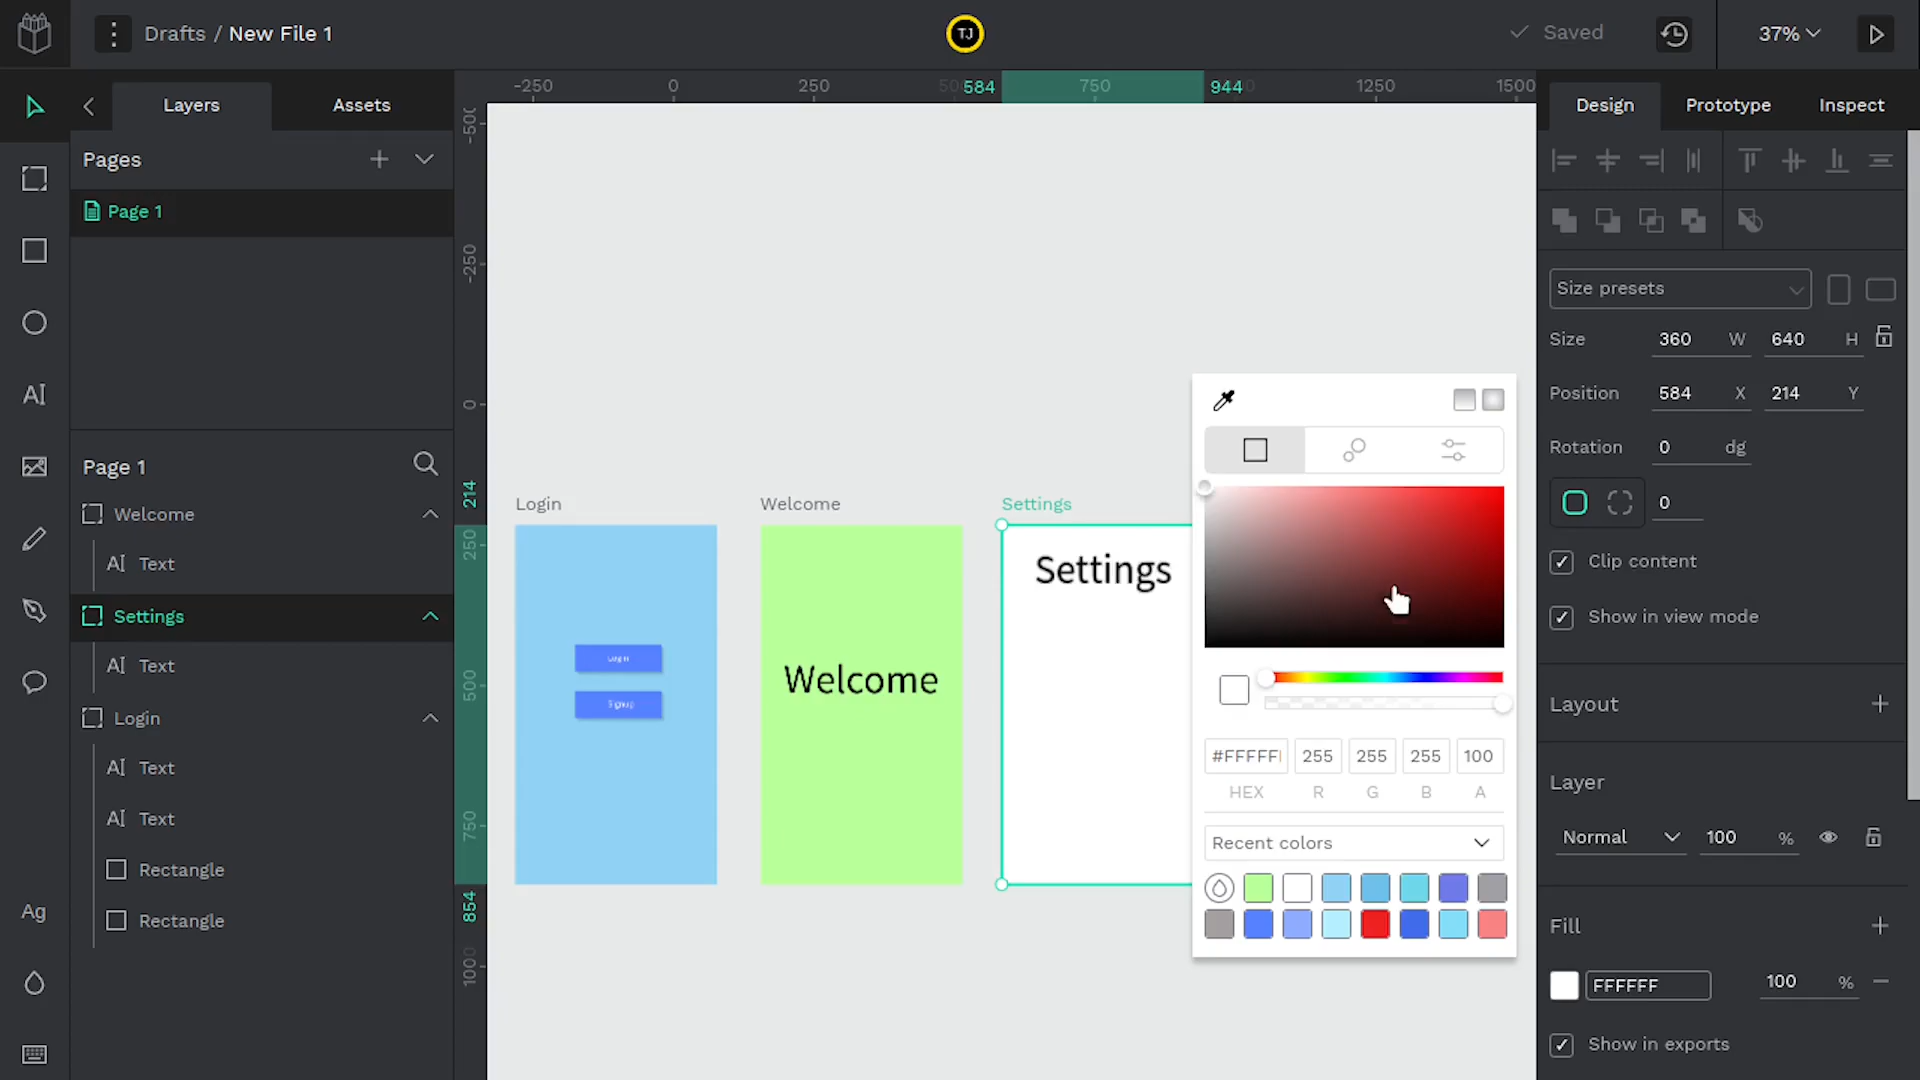 Drafts / New File 1
TJ
Saved
37%
Layers
Assets
Pages
Page 1
Page 1
Welcome
Text
Settings
Text
Login
Text
Text
Rectangle
Rectangle
AI
Ag
-250
0
250
584
750
944
1250
1500
-500
-250
0
214
250
500
750
854
1000
Login
Welcome
Settings
Login
Signup
Welcome
Settings
#FFFFFF
255
255
255
100
HEX
R
G
B
A
Recent colors
Design
Prototype
Inspect
Size presets
Size
360
W
640
H
Position
584
X
214
Y
Rotation
0
dg
0
Clip content
Show in view mode
Layout
Layer
Normal
100
%
Fill
FFFFFF
100
%
Show in exports